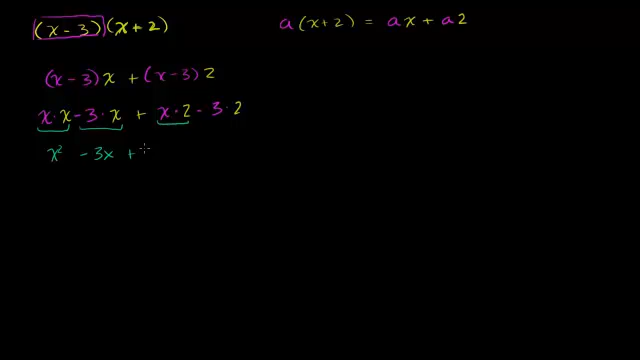 (x - 3)(x + 2)
a(x+2) = ax + a2
(x - 3)x + (x - 3)2
x · x - 3 · x + x · 2 - 3 · 2
x² - 3x +